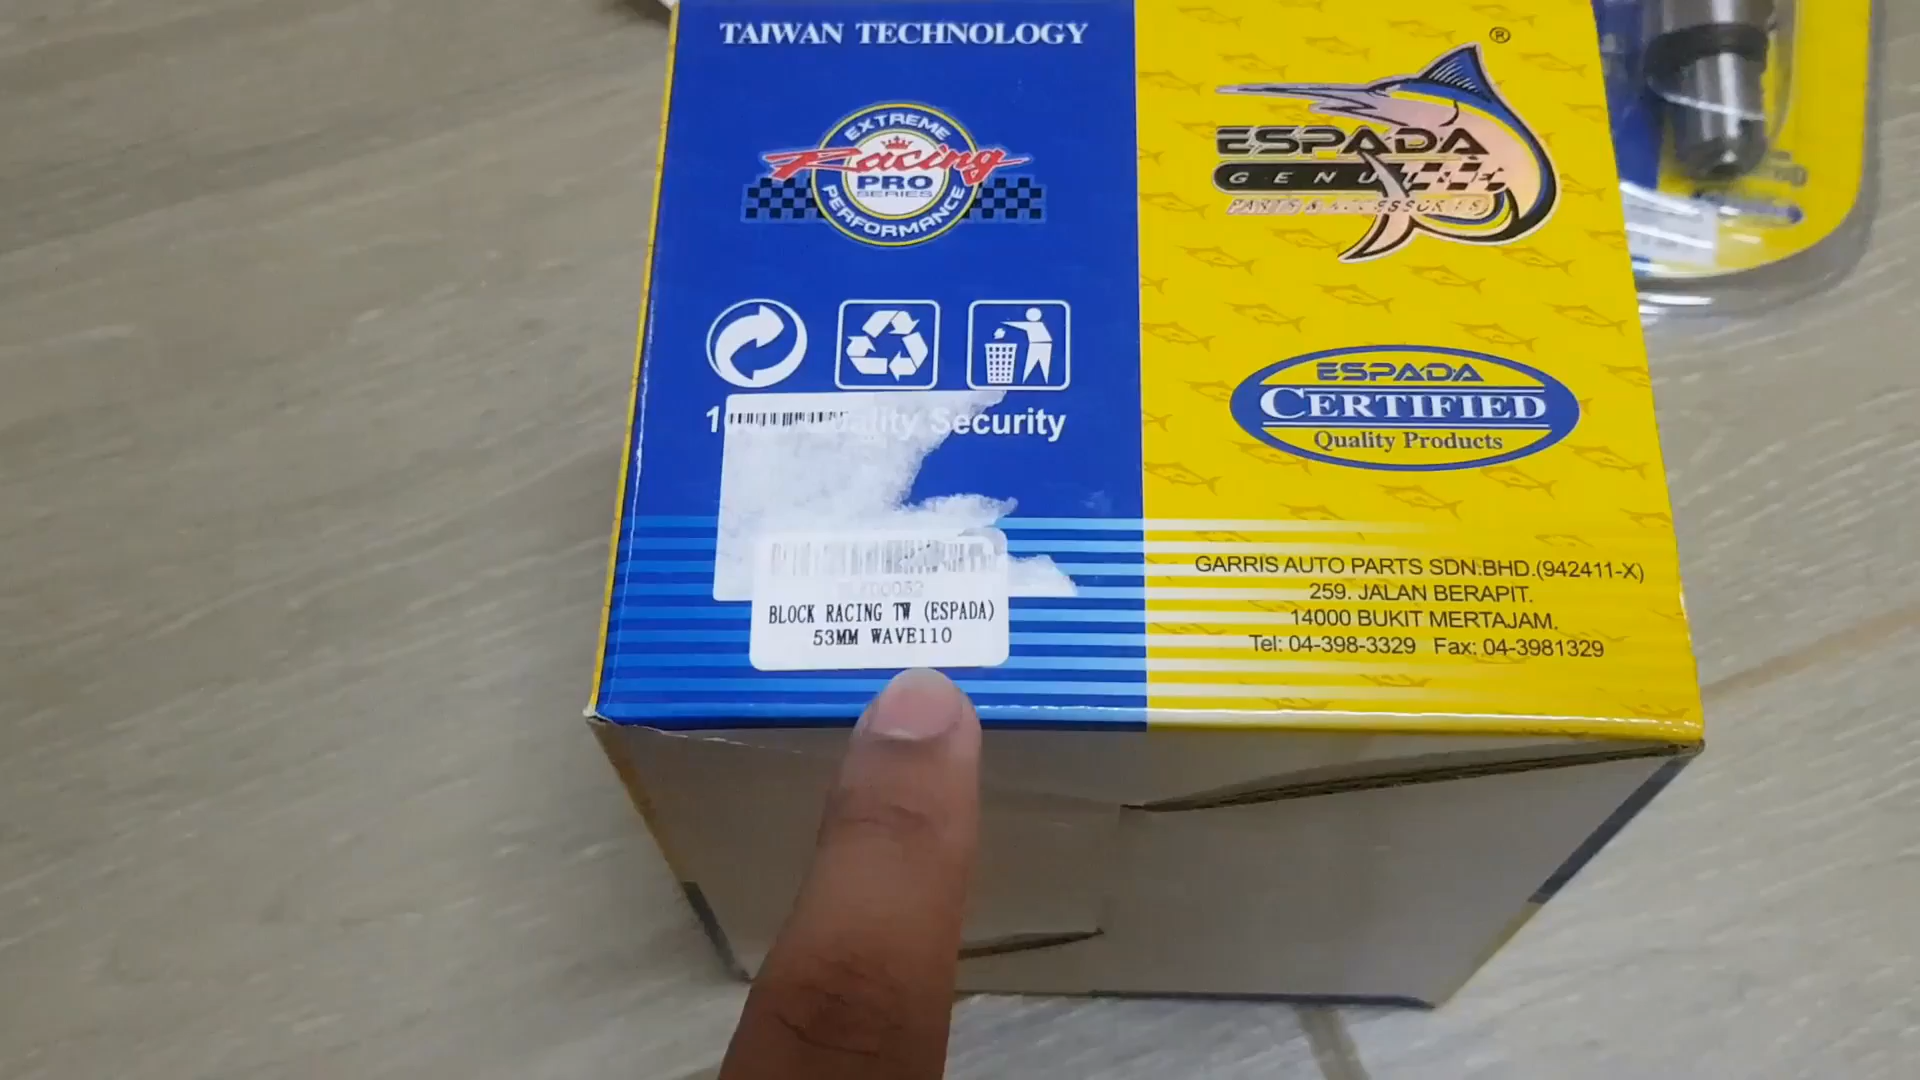 TAIWAN TECHNOLOGY
EXTREME
Racing
PRO
SERIES
PERFORMANCE
Security
BLOCK RACING TW (ESPADA)
53MM WAVE110
®
ESPADA
GENUINE
PARTS & ACCESSORIES
ESPADA
CERTIFIED
Quality Products
GARRIS AUTO PARTS SDN.BHD.(942411-X)
259. JALAN BERAPIT.
14000 BUKIT MERTAJAM.
Tel: 04-398-3329 Fax: 04-3981329